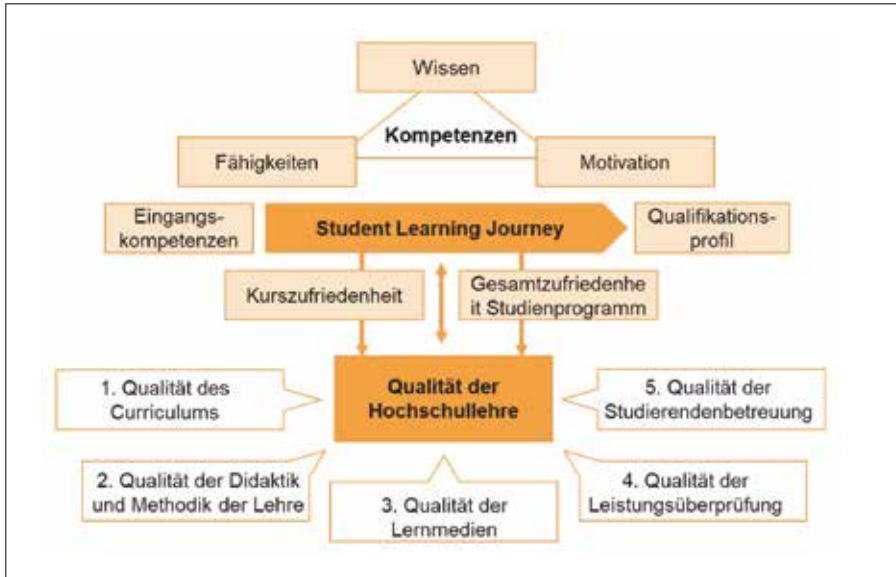 Wissen
Kompetenzen
Fähigkeiten
Motivation
Eingangs-
kompetenzen
Student Learning Journey
Qualifikations-
profil
Kurszufriedenheit
Gesamtzufriedenhe
it Studienprogramm
1. Qualität des
Curriculums
Qualität der
Hochschullehre
5. Qualität der
Studierendenbetreuung
2. Qualität der Didaktik
und Methodik der Lehre
3. Qualität der
Lernmedien
4. Qualität der
Leistungsüberprüfung